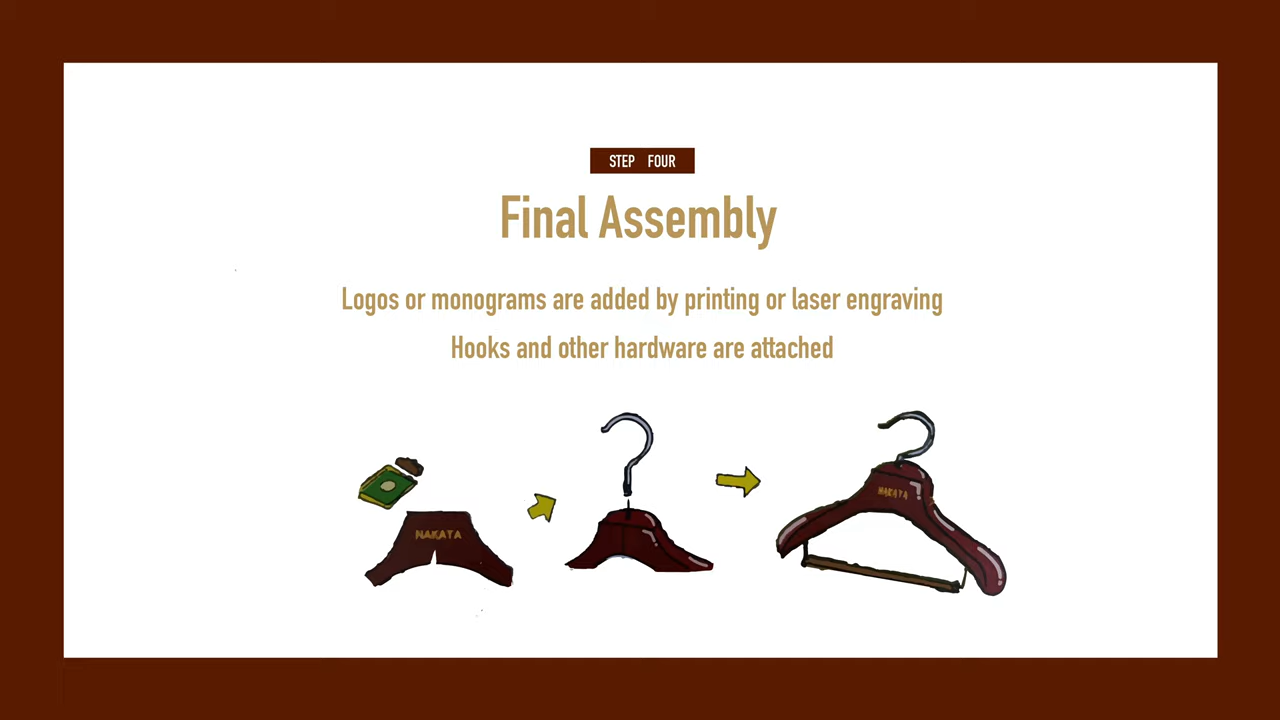 STEP FOUR
Final Assembly
Logos or monograms are added by printing or laser engraving
Hooks and other hardware are attached
NAKATA
NAKATA